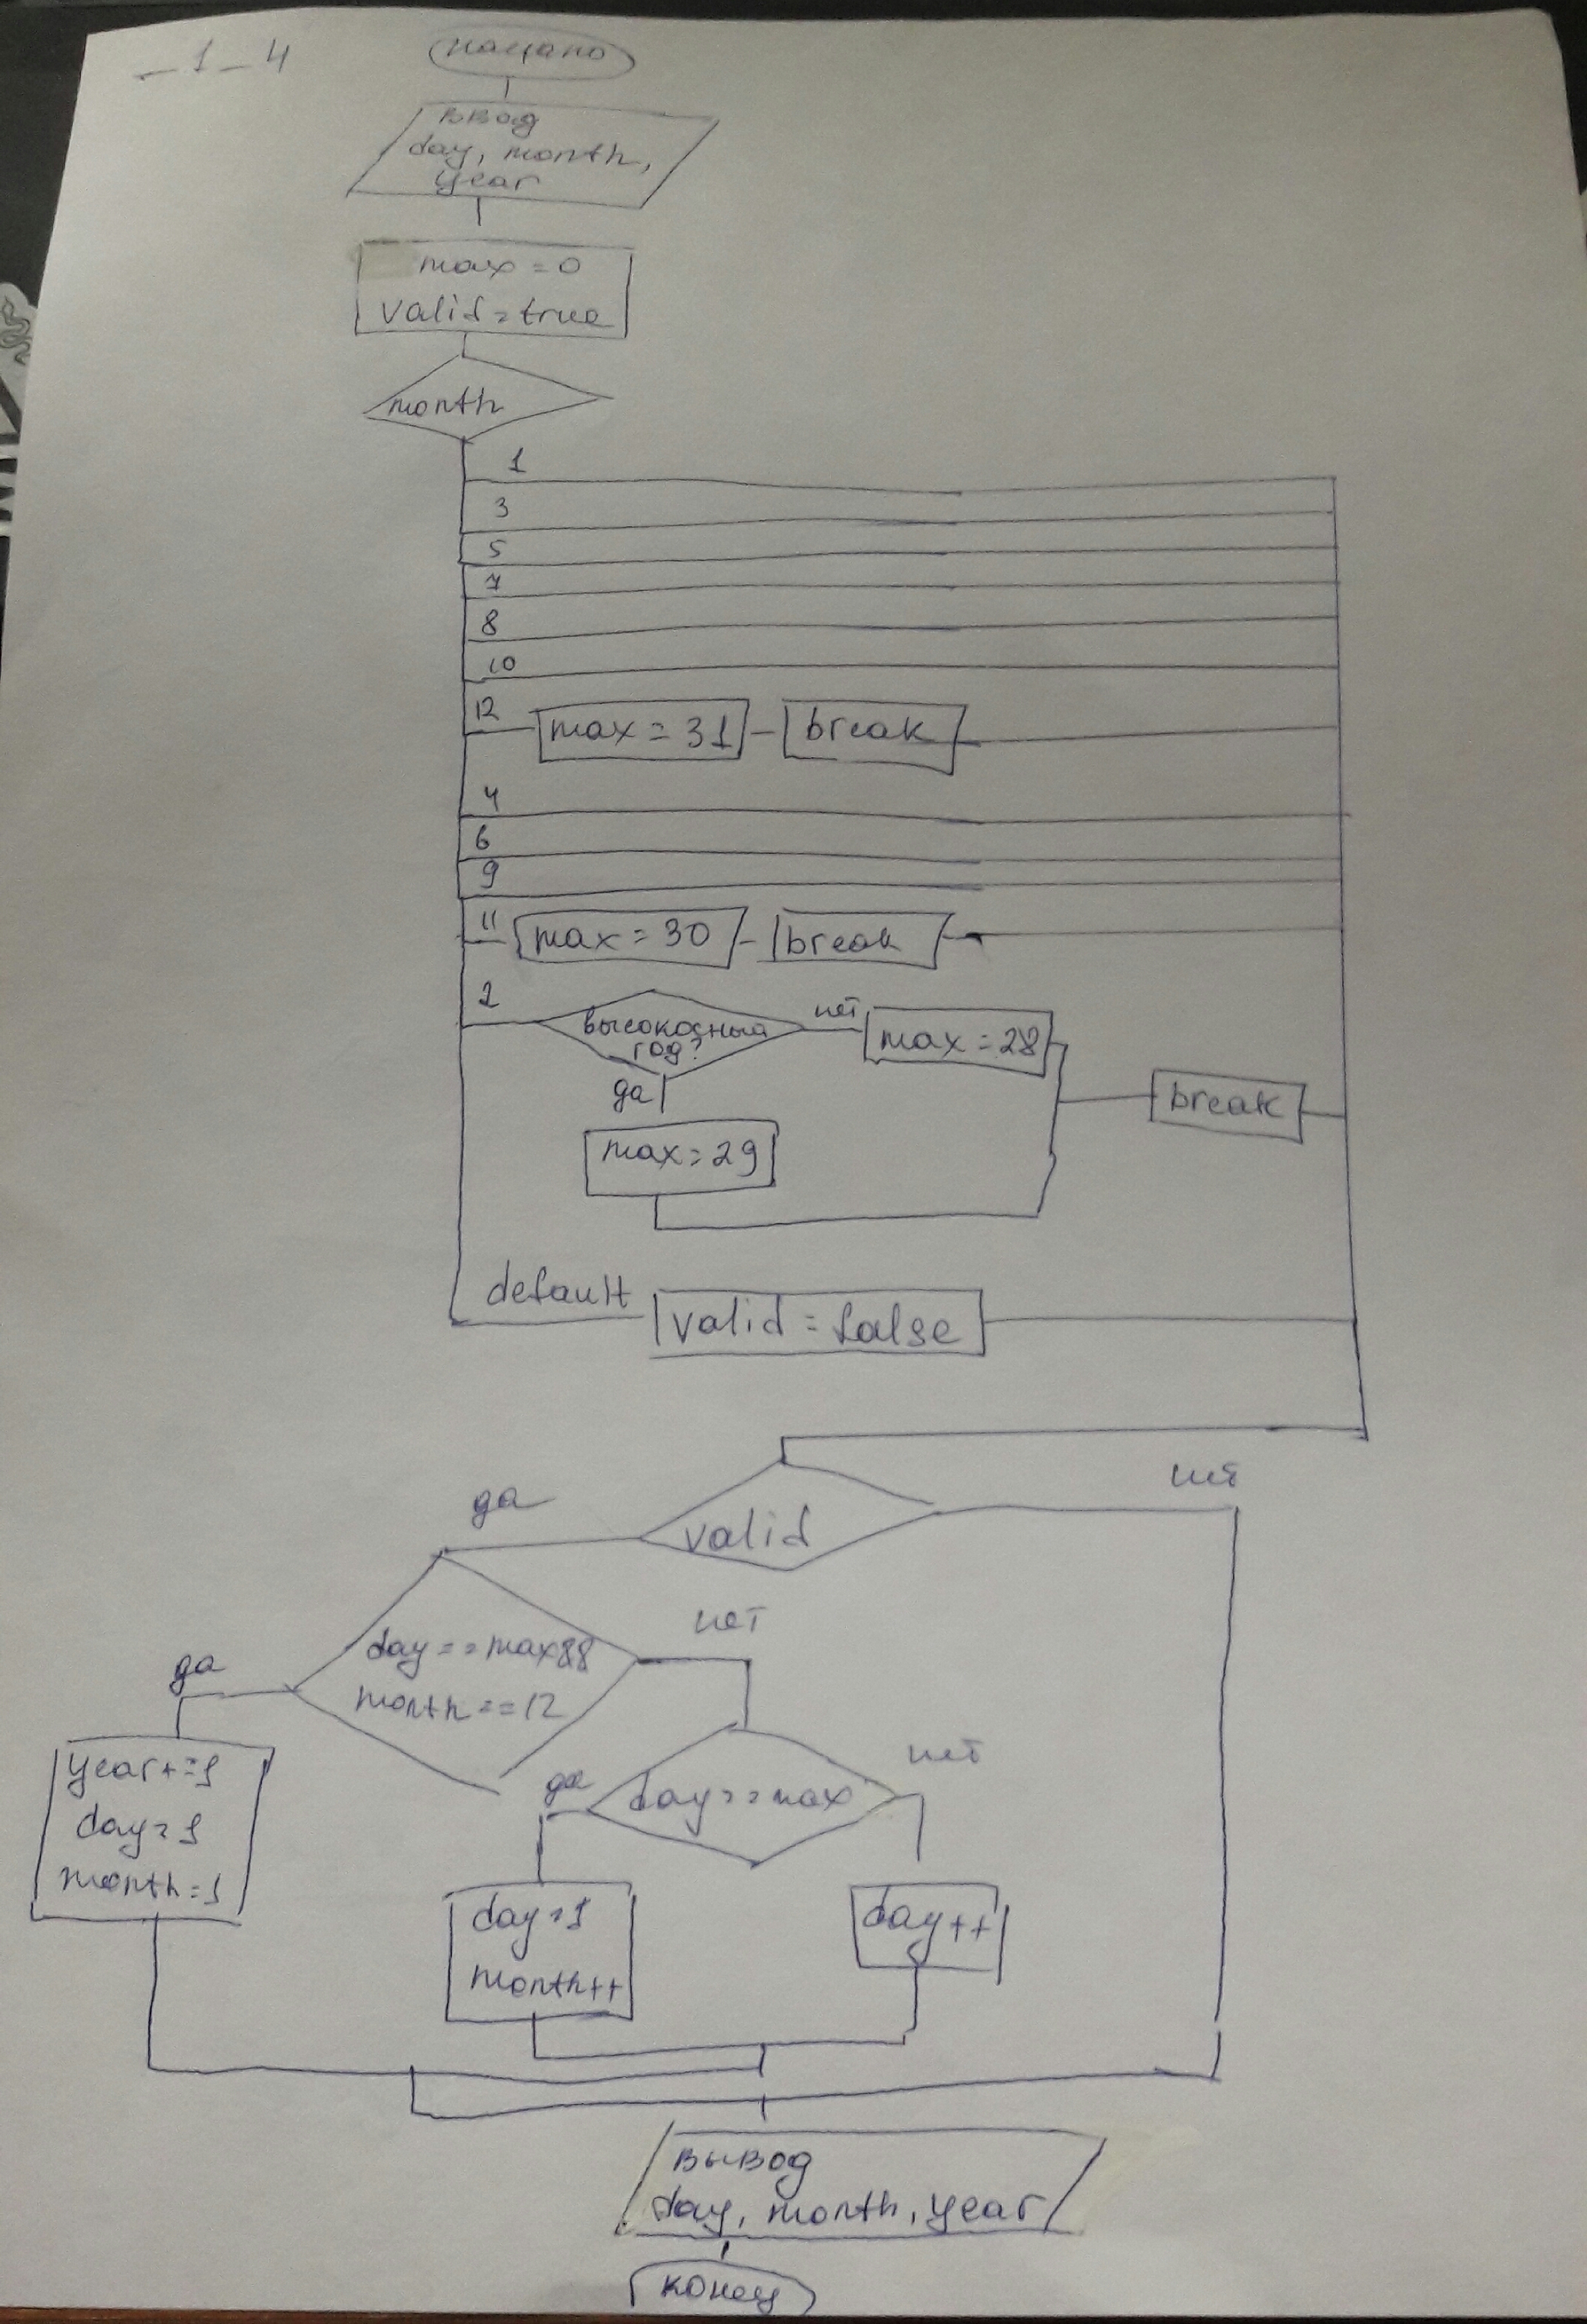 _ 1 _ 4
начало
ввод
day, month,
year
max = 0
valid = true
month
1
3
5
7
8
10
12
max = 31
break
4
6
9
11
max = 30
break
2
высокосный
год?
нет
max = 28
да
max = 29
break
default
valid = false
valid
да
нет
day == max &&
month == 12
да
нет
year += 1
day = 1
month = 1
day == max
да
нет
day = 1
month++
day++
вывод
day, month, year
конец